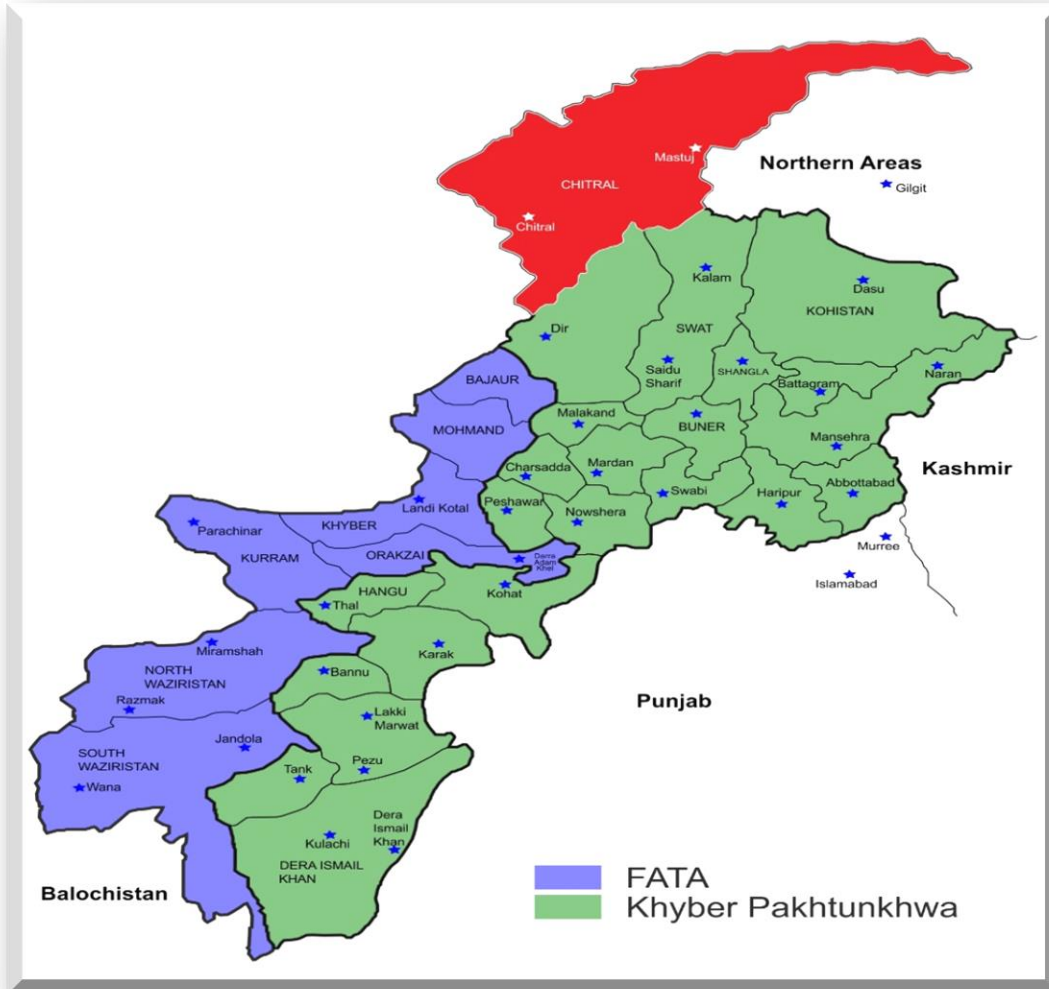 Mastuj
Northern Areas
CHITRAL
Gilgit
Chitral
Kalam
Dasu
KOHISTAN
Dir
SWAT
Saidu
Sharif
SHANGLA
Naran
BAJAUR
Battagram
Malakand
BUNER
MOHMAND
Mansehra
Charsadda
Mardan
Kashmir
Landi Kotal
Peshawar
Swabi
Haripur
Abbottabad
Nowshera
Parachinar
KHYBER
KURRAM
ORAKZAI
Darra
Adam
Khel
Murree
Islamabad
HANGU
Kohat
Thal
Miramshah
Karak
NORTH
WAZIRISTAN
Bannu
Razmak
Punjab
Lakki
Marwat
Jandola
SOUTH
WAZIRISTAN
Wana
Tank
Pezu
Dera
Ismail
Khan
Kulachi
DERA ISMAIL
KHAN
Balochistan
FATA
Khyber Pakhtunkhwa